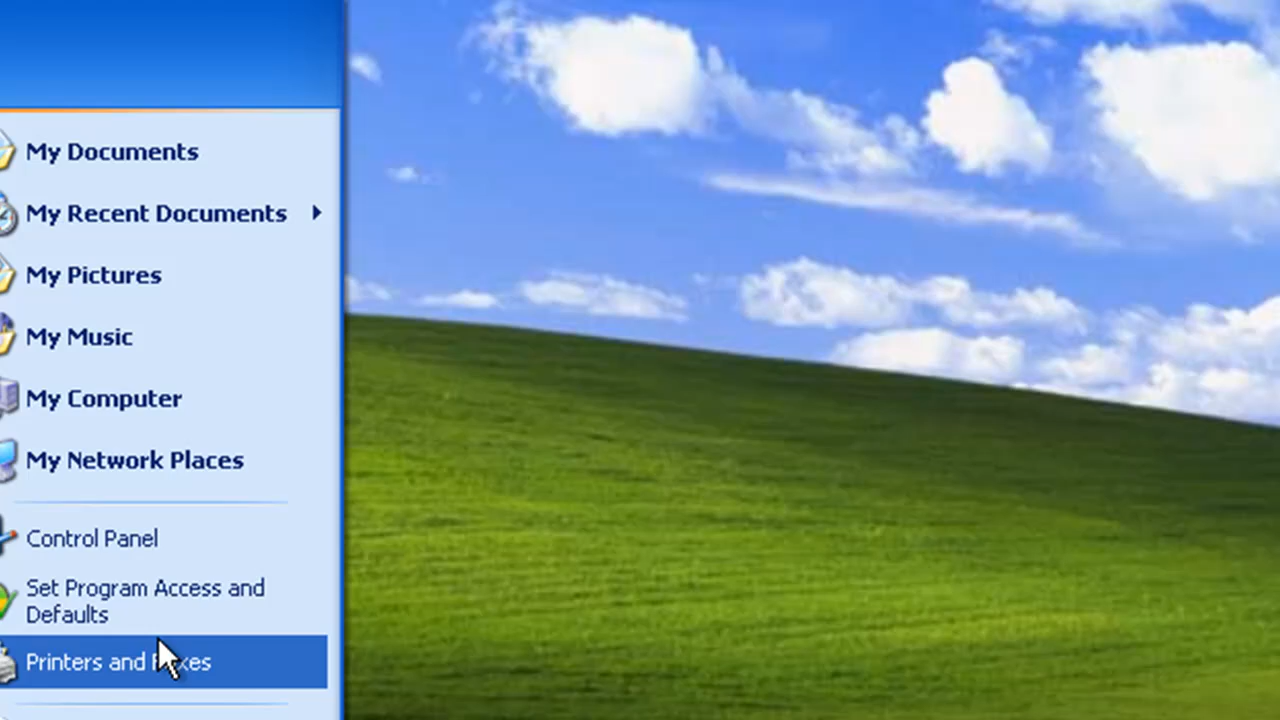 My Documents
My Recent Documents
My Pictures
My Music
My Computer
My Network Places
Control Panel
Set Program Access and
Defaults
Printers and Faxes